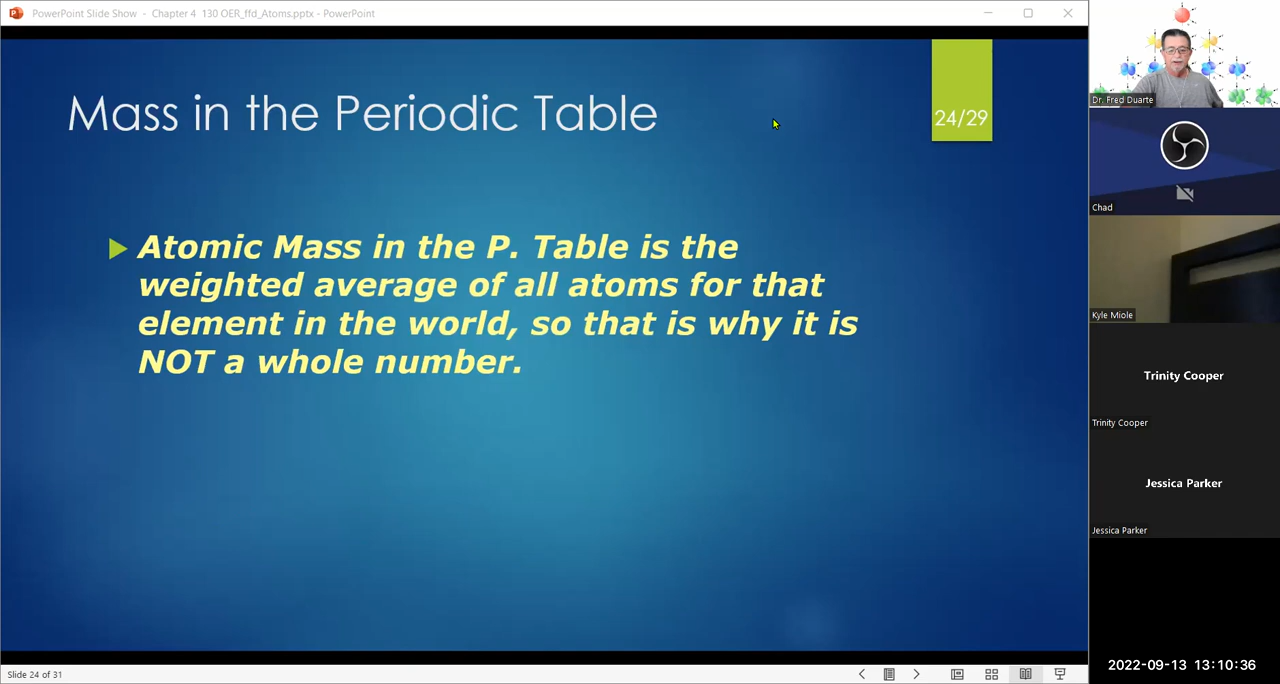 PowerPoint Slide Show - Chapter 4 130 OER_ffd_Atoms.pptx - PowerPoint
Mass in the Periodic Table
24/29
Atomic Mass in the P. Table is the
weighted average of all atoms for that
element in the world, so that is why it is
NOT a whole number.
Slide 24 of 31
Dr. Fred Duarte
Chad
Kyle Miole
Trinity Cooper
Trinity Cooper
Jessica Parker
Jessica Parker
2022-09-13 13:10:36